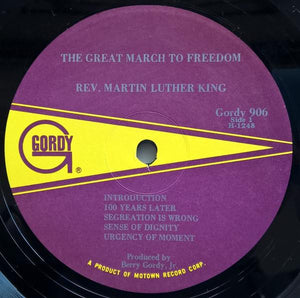 THE GREAT MARCH TO FREEDOM
REV. MARTIN LUTHER KING
Gordy 906
Side 1
H-1248
GORDY
®
INTRODUCTION
100 YEARS LATER
SEGREATION IS WRONG
SENSE OF DIGNITY
URGENCY OF MOMENT
Produced by
Berry Gordy, Jr.
A PRODUCT OF MOTOWN RECORD CORP.